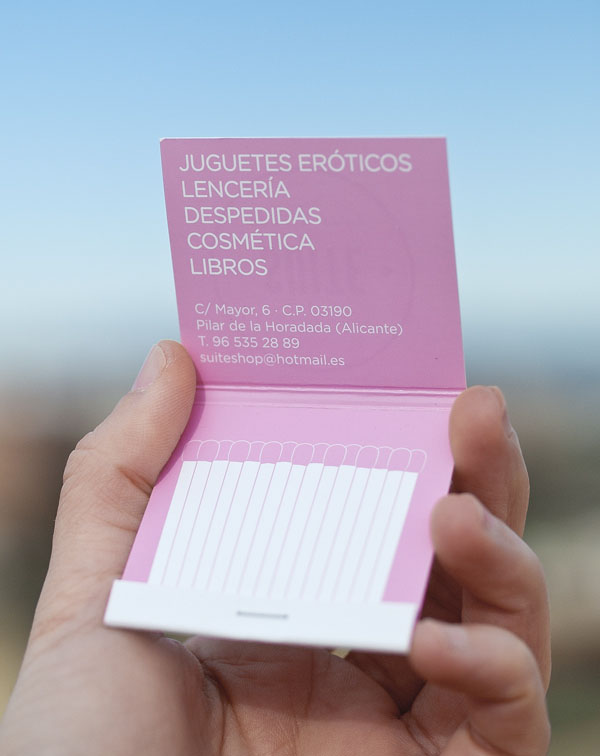 JUGUETES ERÓTICOS
LENCERÍA
DESPEDIDAS
COSMÉTICA
LIBROS
C/ Mayor, 6 · C.P. 03190
Pilar de la Horadada (Alicante)
T. 96 535 28 89
suiteshop@hotmail.es